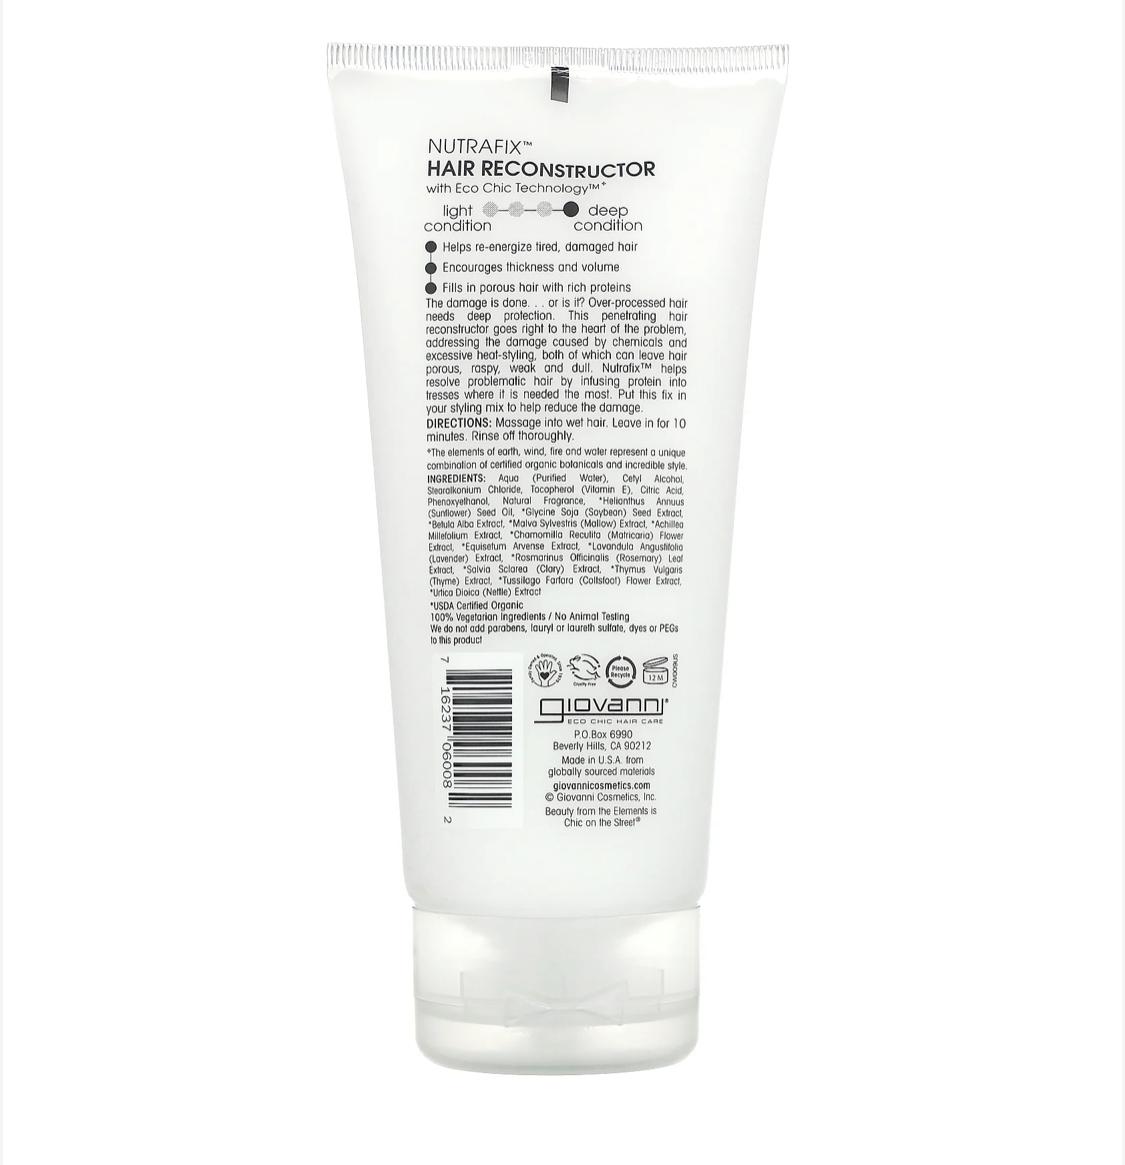 NUTRAFIX™
HAIR RECONSTRUCTOR
with Eco Chic Technology™*
light condition
deep condition
Helps re-energize tired, damaged hair
Encourages thickness and volume
Fills in porous hair with rich proteins
The damage is done. . . or is it? Over-processed hair
needs deep protection. This penetrating hair
reconstructor goes right to the heart of the problem,
addressing the damage caused by chemicals and
excessive heat-styling, both of which can leave hair
porous, raspy, weak and dull. Nutrafix™ helps
resolve problematic hair by infusing protein into
tresses where it is needed the most. Put this fix in
your styling mix to help reduce the damage.
DIRECTIONS: Massage into wet hair. Leave in for 10
minutes. Rinse off thoroughly.
*The elements of earth, wind, fire and water represent a unique
combination of certified organic botanicals and incredible style.
INGREDIENTS: Aqua (Purified Water), Cetyl Alcohol,
Stearalkonium Chloride, Tocopherol (Vitamin E), Citric Acid,
Phenoxyethanol, Natural Fragrance, *Helianthus Annuus
(Sunflower) Seed Oil, *Glycine Soja (Soybean) Seed Extract,
*Betula Alba Extract, *Malva Sylvestris (Mallow) Extract, *Achillea
Millefolium Extract, *Chamomilla Recutita (Matricaria) Flower
Extract, *Equisetum Arvense Extract, *Lavandula Angustifolia
(Lavender) Extract, *Rosmarinus Officinalis (Rosemary) Leaf
Extract, *Salvia Sclarea (Clary) Extract, *Thymus Vulgaris
(Thyme) Extract, *Tussilago Farfara (Coltsfoot) Flower Extract,
*Urtica Dioica (Nettle) Extract
*USDA Certified Organic
100% Vegetarian Ingredients / No Animal Testing
We do not add parabens, lauryl or laureth sulfate, dyes or PEGs
to this product
7 16237 06008 2
Cruelty Free
Please
Recycle
12 M
CW009US
giovanni®
ECO CHIC HAIR CARE
P.O.Box 6990
Beverly Hills, CA 90212
Made in U.S.A. from
globally sourced materials
giovannicosmetics.com
© Giovanni Cosmetics, Inc.
Beauty from the Elements is
Chic on the Street®